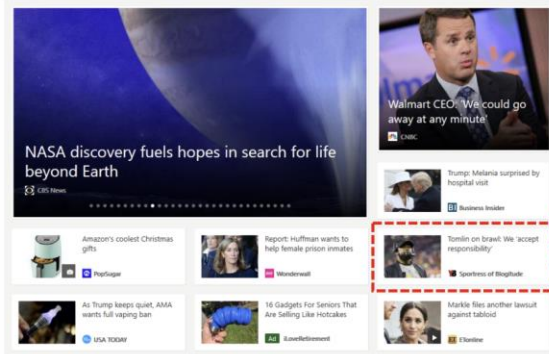 NASA discovery fuels hopes in search for life
beyond Earth
CBS News
Walmart CEO: 'We could go
away at any minute'
CNBC
Trump: Melania surprised by
hospital visit
BI Business Insider
Amazon's coolest Christmas
gifts
PopSugar
Report: Huffman wants to
help female prison inmates
Wonderwall
Tomlin on brawl: We 'accept
responsibility'
Sportress of Blogitude
As Trump keeps quiet, AMA
wants full vaping ban
USA TODAY
16 Gadgets For Seniors That
Are Selling Like Hotcakes
Ad iLoveRetirement
Markle files another lawsuit
against tabloid
ETonline